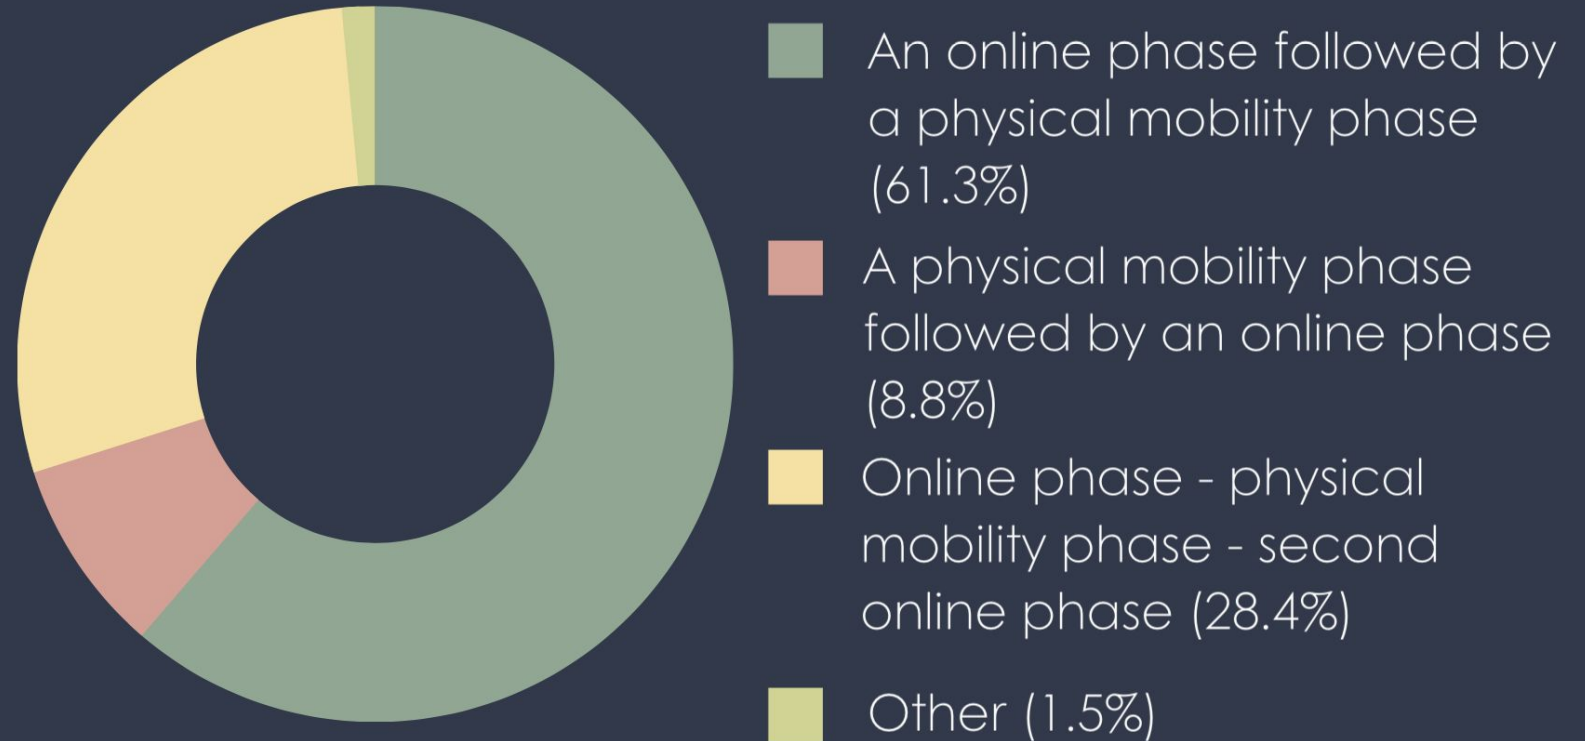 An online phase followed by
a physical mobility phase
(61.3%)
A physical mobility phase
followed by an online phase
(8.8%)
Online phase - physical
mobility phase - second
online phase (28.4%)
Other (1.5%)